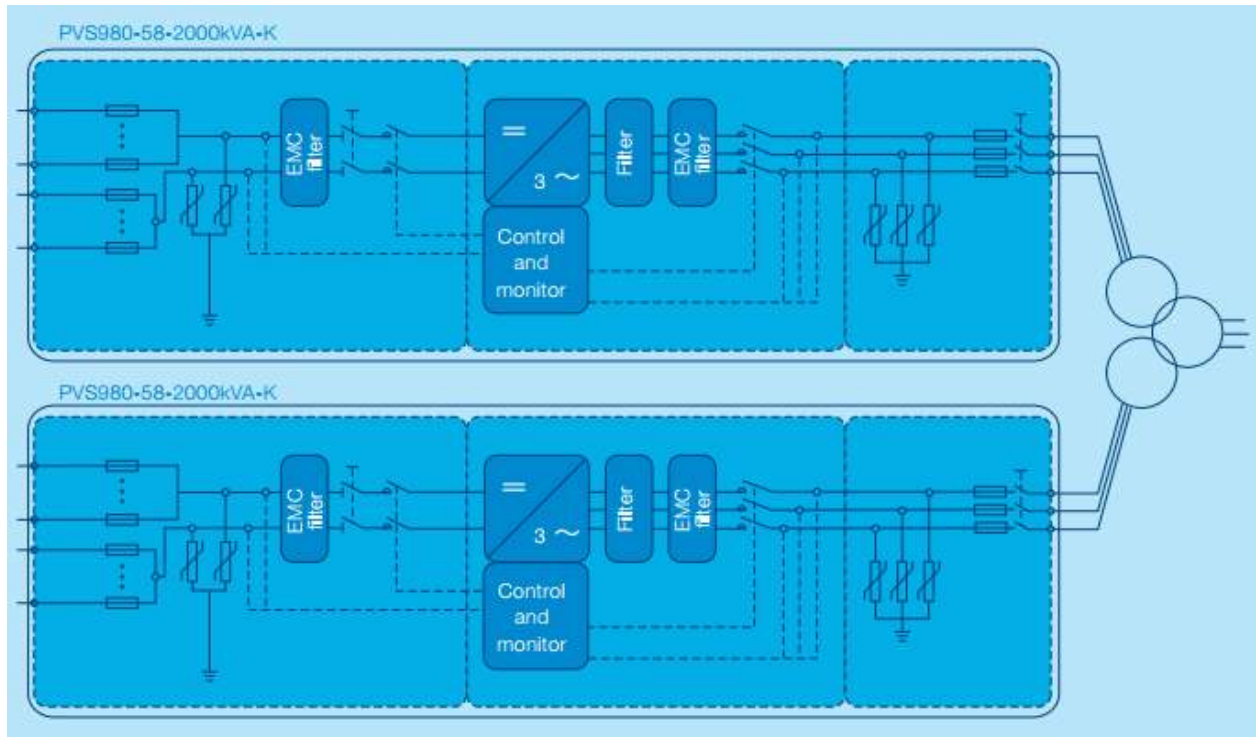 PVS980-58-2000kVA-K
EMC
filter
3
Filter
EMC
filter
Control
and
monitor
PVS980-58-2000kVA-K
EMC
filter
3
Filter
EMC
filter
Control
and
monitor